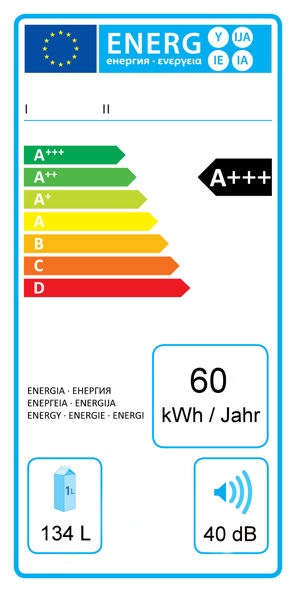 ENERG Y IJA
енергия · ενεργεια IE IA
I II
A+++
A++
A+
A
B
C
D
A+++
60
kWh / Jahr
ENERGIA · ЕНЕРГИЯ
ΕΝΕΡΓΕΙΑ · ENERGIJA
ENERGY · ENERGIE · ENERGI
1L
134 L
40 dB